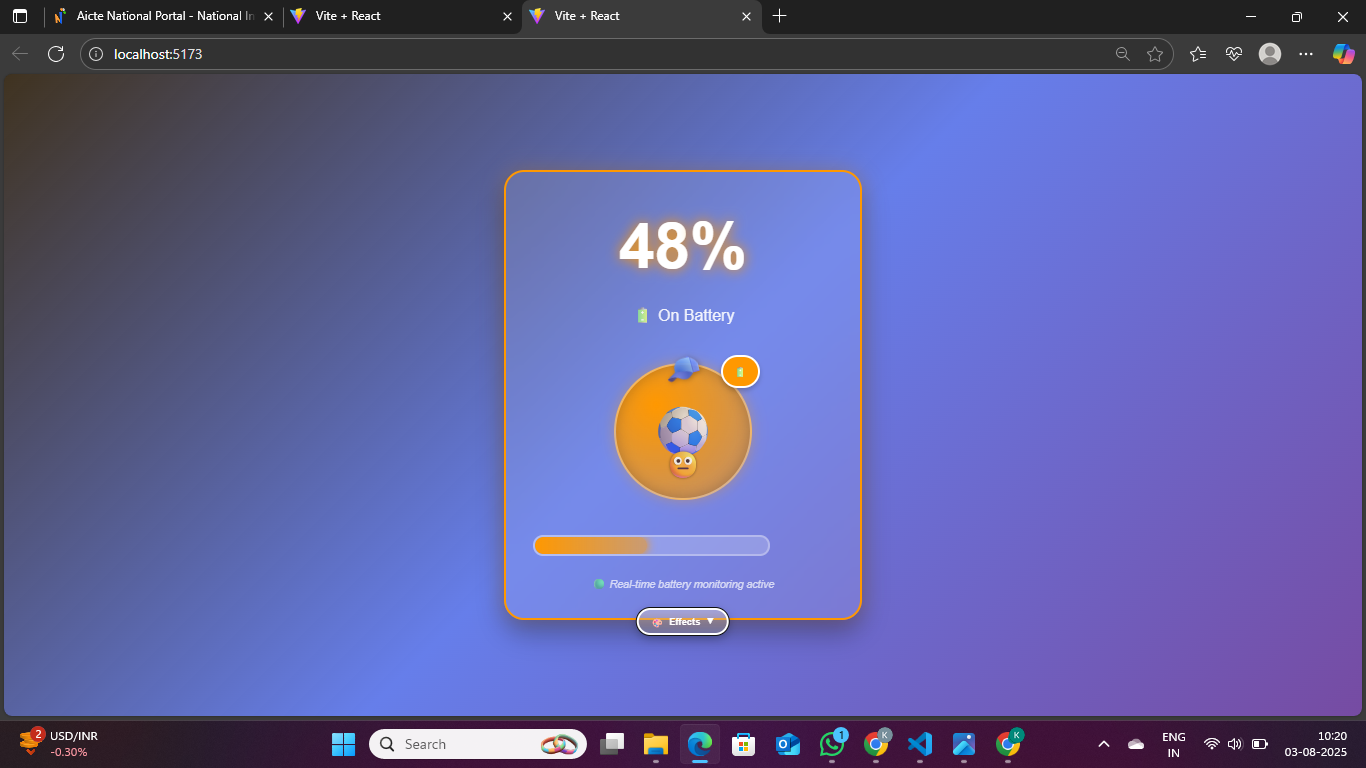 Aicte National Portal - National In
Vite + React
Vite + React
localhost:5173
48%
On Battery
Real-time battery monitoring active
Effects ▼
2
USD/INR
-0.30%
Search
1
K
K
ENG
IN
10:20
03-08-2025